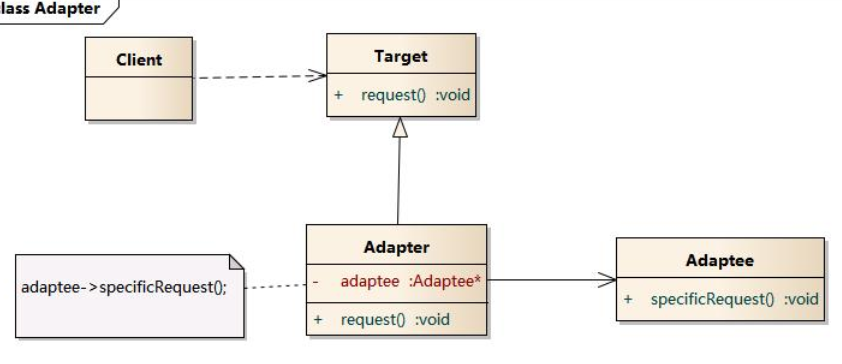 lass Adapter
Client
Target
+ request() :void
Adapter
- adaptee :Adaptee*
+ request() :void
adaptee->specificRequest();
Adaptee
+ specificRequest() :void